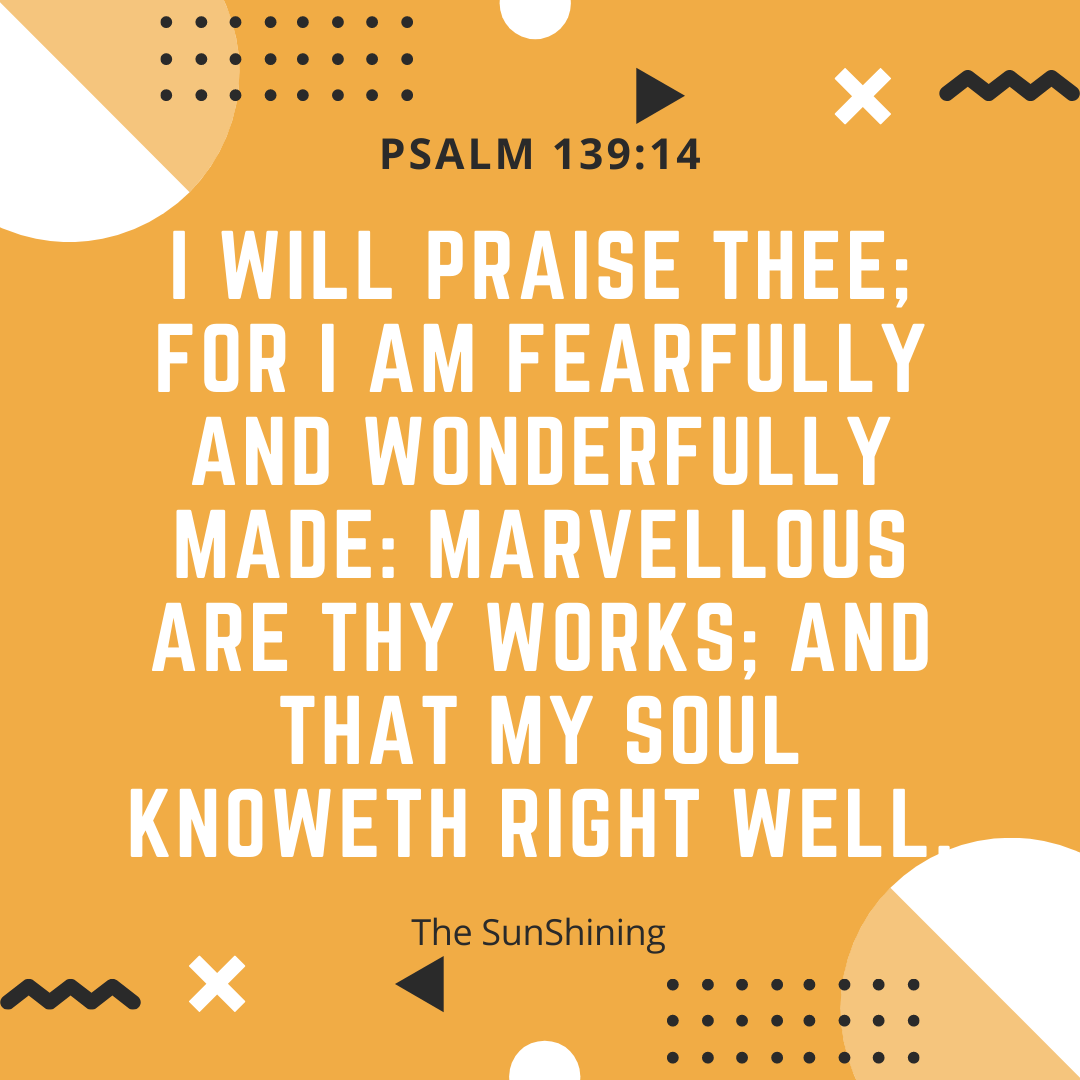 PSALM 139:14
I WILL PRAISE THEE;
FOR I AM FEARFULLY
AND WONDERFULLY
MADE: MARVELLOUS
ARE THY WORKS; AND
THAT MY SOUL
KNOWETH RIGHT WELL.
The SunShining